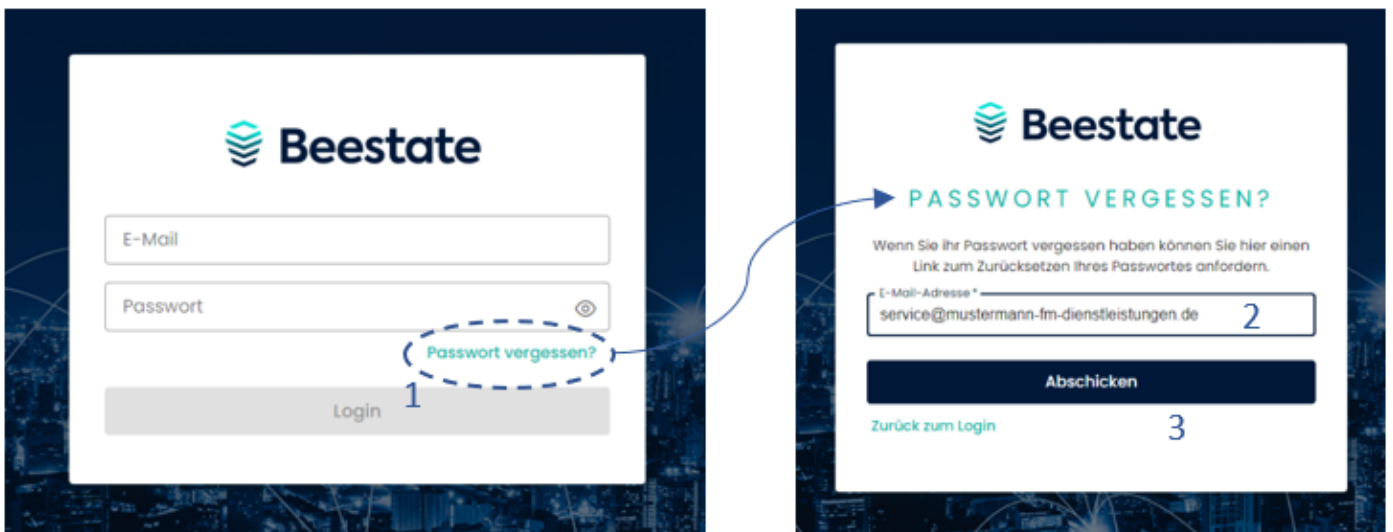 Beestate
E-Mail
Passwort
Passwort vergessen?
1
Login
Beestate
PASSWORT VERGESSEN?
Wenn Sie ihr Passwort vergessen haben können Sie hier einen
Link zum Zurücksetzen Ihres Passwortes anfordern.
E-Mail-Adresse*
service@mustermann-fm-dienstleistungen.de 2
Abschicken
Zurück zum Login 3